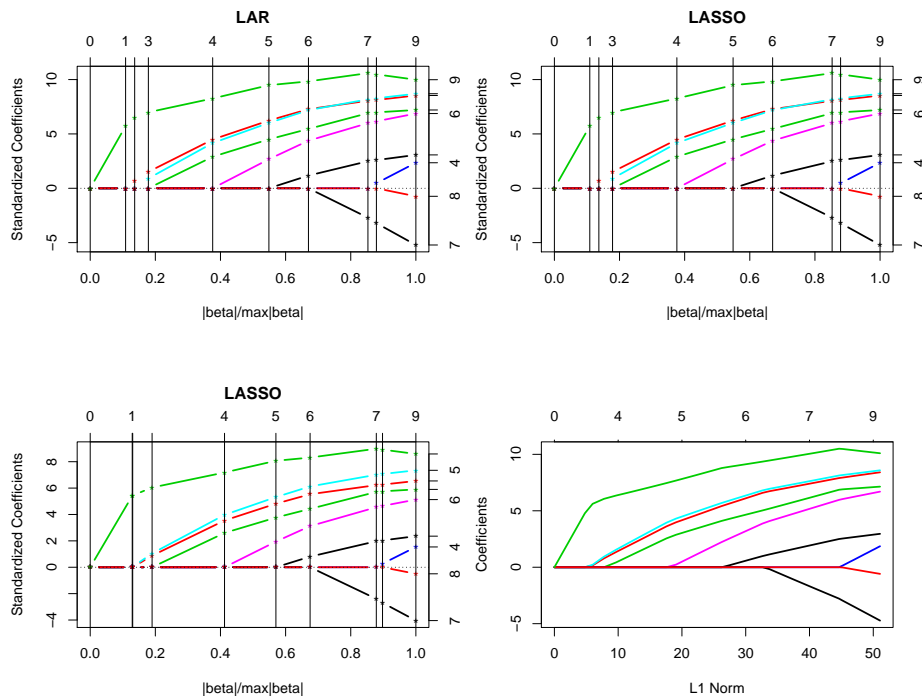 LAR
0 1 3 4 5 6 7 9
Standardized Coefficients
10
5
0
−5
9
6
4
8
7
0.0 0.2 0.4 0.6 0.8 1.0
|beta|/max|beta|
LASSO
0 1 3 4 5 6 7 9
Standardized Coefficients
10
5
0
−5
9
6
4
8
7
0.0 0.2 0.4 0.6 0.8 1.0
|beta|/max|beta|
LASSO
0 1 4 5 6 7 9
Standardized Coefficients
8
6
4
2
0
−4
5
6
4
8
7
0.0 0.2 0.4 0.6 0.8 1.0
|beta|/max|beta|
0 4 5 6 7 9
Coefficients
10
5
0
−5
0 10 20 30 40 50
L1 Norm